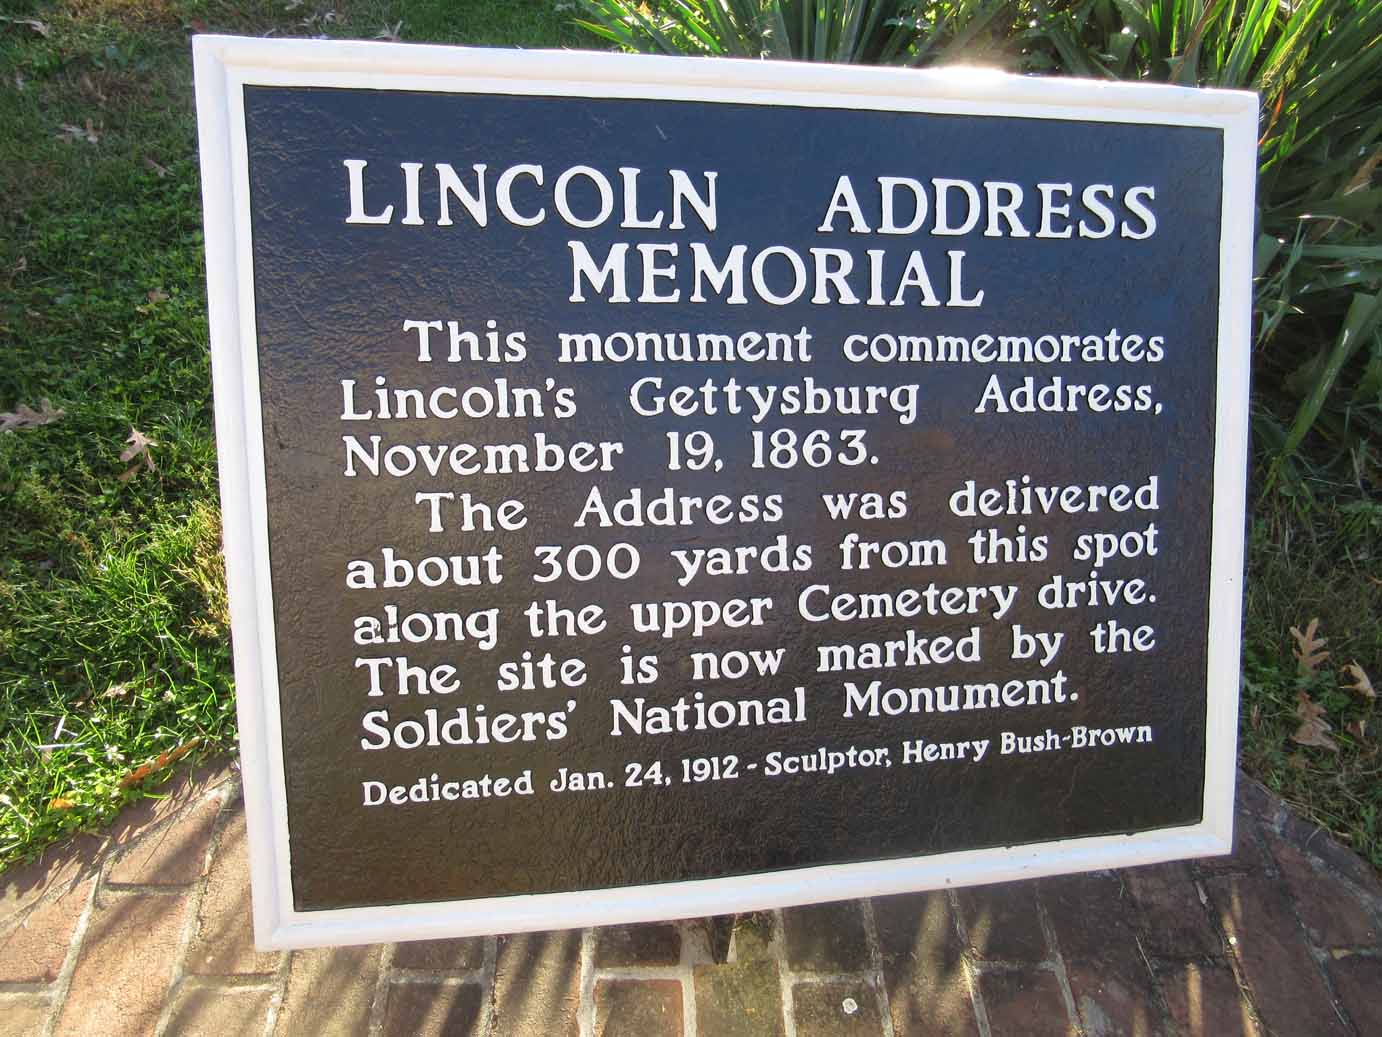 LINCOLN ADDRESS
MEMORIAL
This monument commemorates
Lincoln's Gettysburg Address,
November 19, 1863.
The Address was delivered
about 300 yards from this spot
along the upper Cemetery drive.
The site is now marked by the
Soldiers' National Monument.
Dedicated Jan. 24, 1912 - Sculptor, Henry Bush-Brown